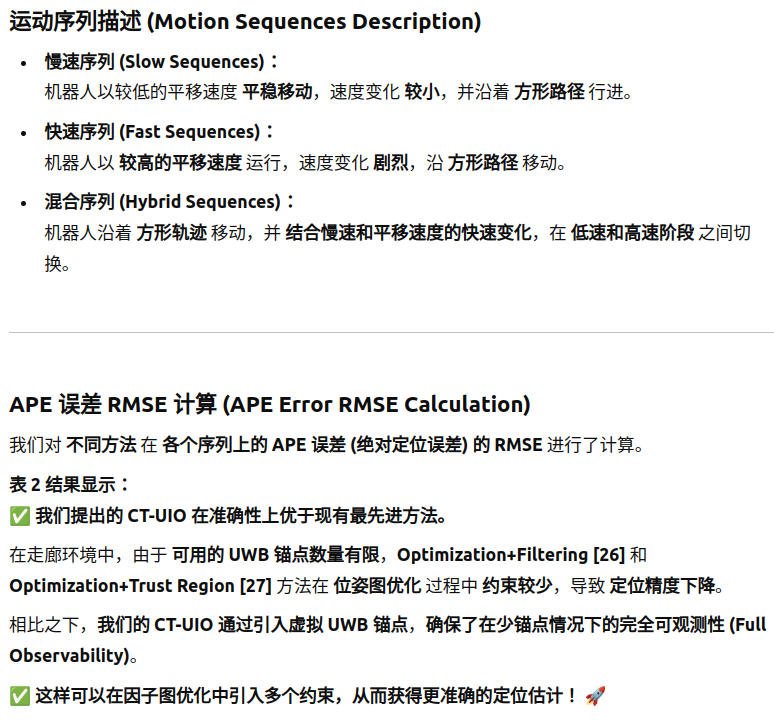 运动序列描述 (Motion Sequences Description)
• 慢速序列 (Slow Sequences)：
机器人以较低的平移速度 平稳移动，速度变化 较小，并沿着 方形路径 行进。
• 快速序列 (Fast Sequences)：
机器人以 较高的平移速度 运行，速度变化 剧烈，沿 方形路径 移动。
• 混合序列 (Hybrid Sequences)：
机器人沿着 方形轨迹 移动，并 结合慢速和平移速度的快速变化，在 低速和高速阶段 之间切
换。
APE 误差 RMSE 计算 (APE Error RMSE Calculation)
我们对 不同方法 在 各个序列上的 APE 误差 (绝对定位误差) 的 RMSE 进行了计算。
表 2 结果显示：
✅ 我们提出的 CT-UIO 在准确性上优于现有最先进方法。
在走廊环境中，由于 可用的 UWB 锚点数量有限，Optimization+Filtering [26] 和
Optimization+Trust Region [27] 方法在 位姿图优化 过程中 约束较少，导致 定位精度下降。
相比之下，我们的 CT-UIO 通过引入虚拟 UWB 锚点，确保了在少锚点情况下的完全可观测性 (Full
Observability)。
✅ 这样可以在因子图优化中引入多个约束，从而获得更准确的定位估计！🚀